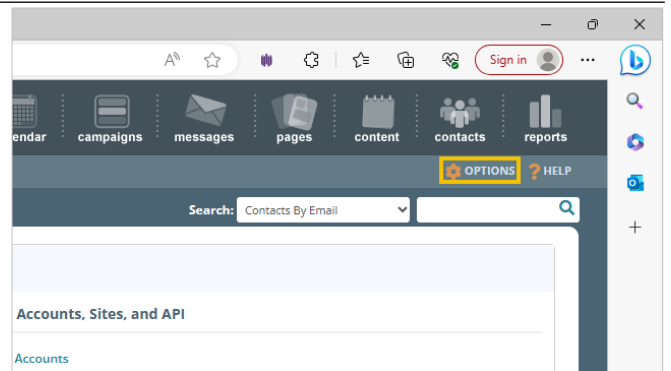 Sign in
endar campaigns messages pages content contacts reports
OPTIONS ? HELP
Search: Contacts By Email
Accounts, Sites, and API
Accounts